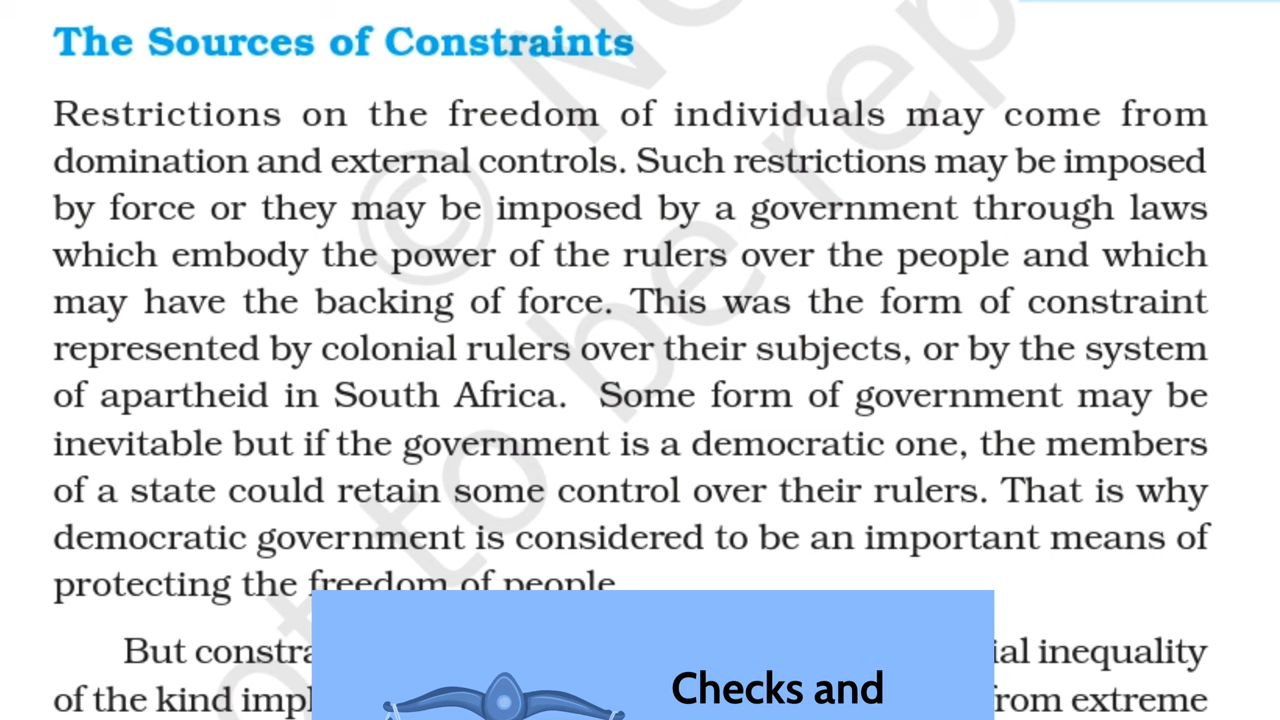 The Sources of Constraints
Restrictions on the freedom of individuals may come from
domination and external controls. Such restrictions may be imposed
by force or they may be imposed by a government through laws
which embody the power of the rulers over the people and which
may have the backing of force. This was the form of constraint
represented by colonial rulers over their subjects, or by the system
of apartheid in South Africa. Some form of government may be
inevitable but if the government is a democratic one, the members
of a state could retain some control over their rulers. That is why
democratic government is considered to be an important means of
protecting the freedom of people
But inequality
Checks and
of the kind from extreme